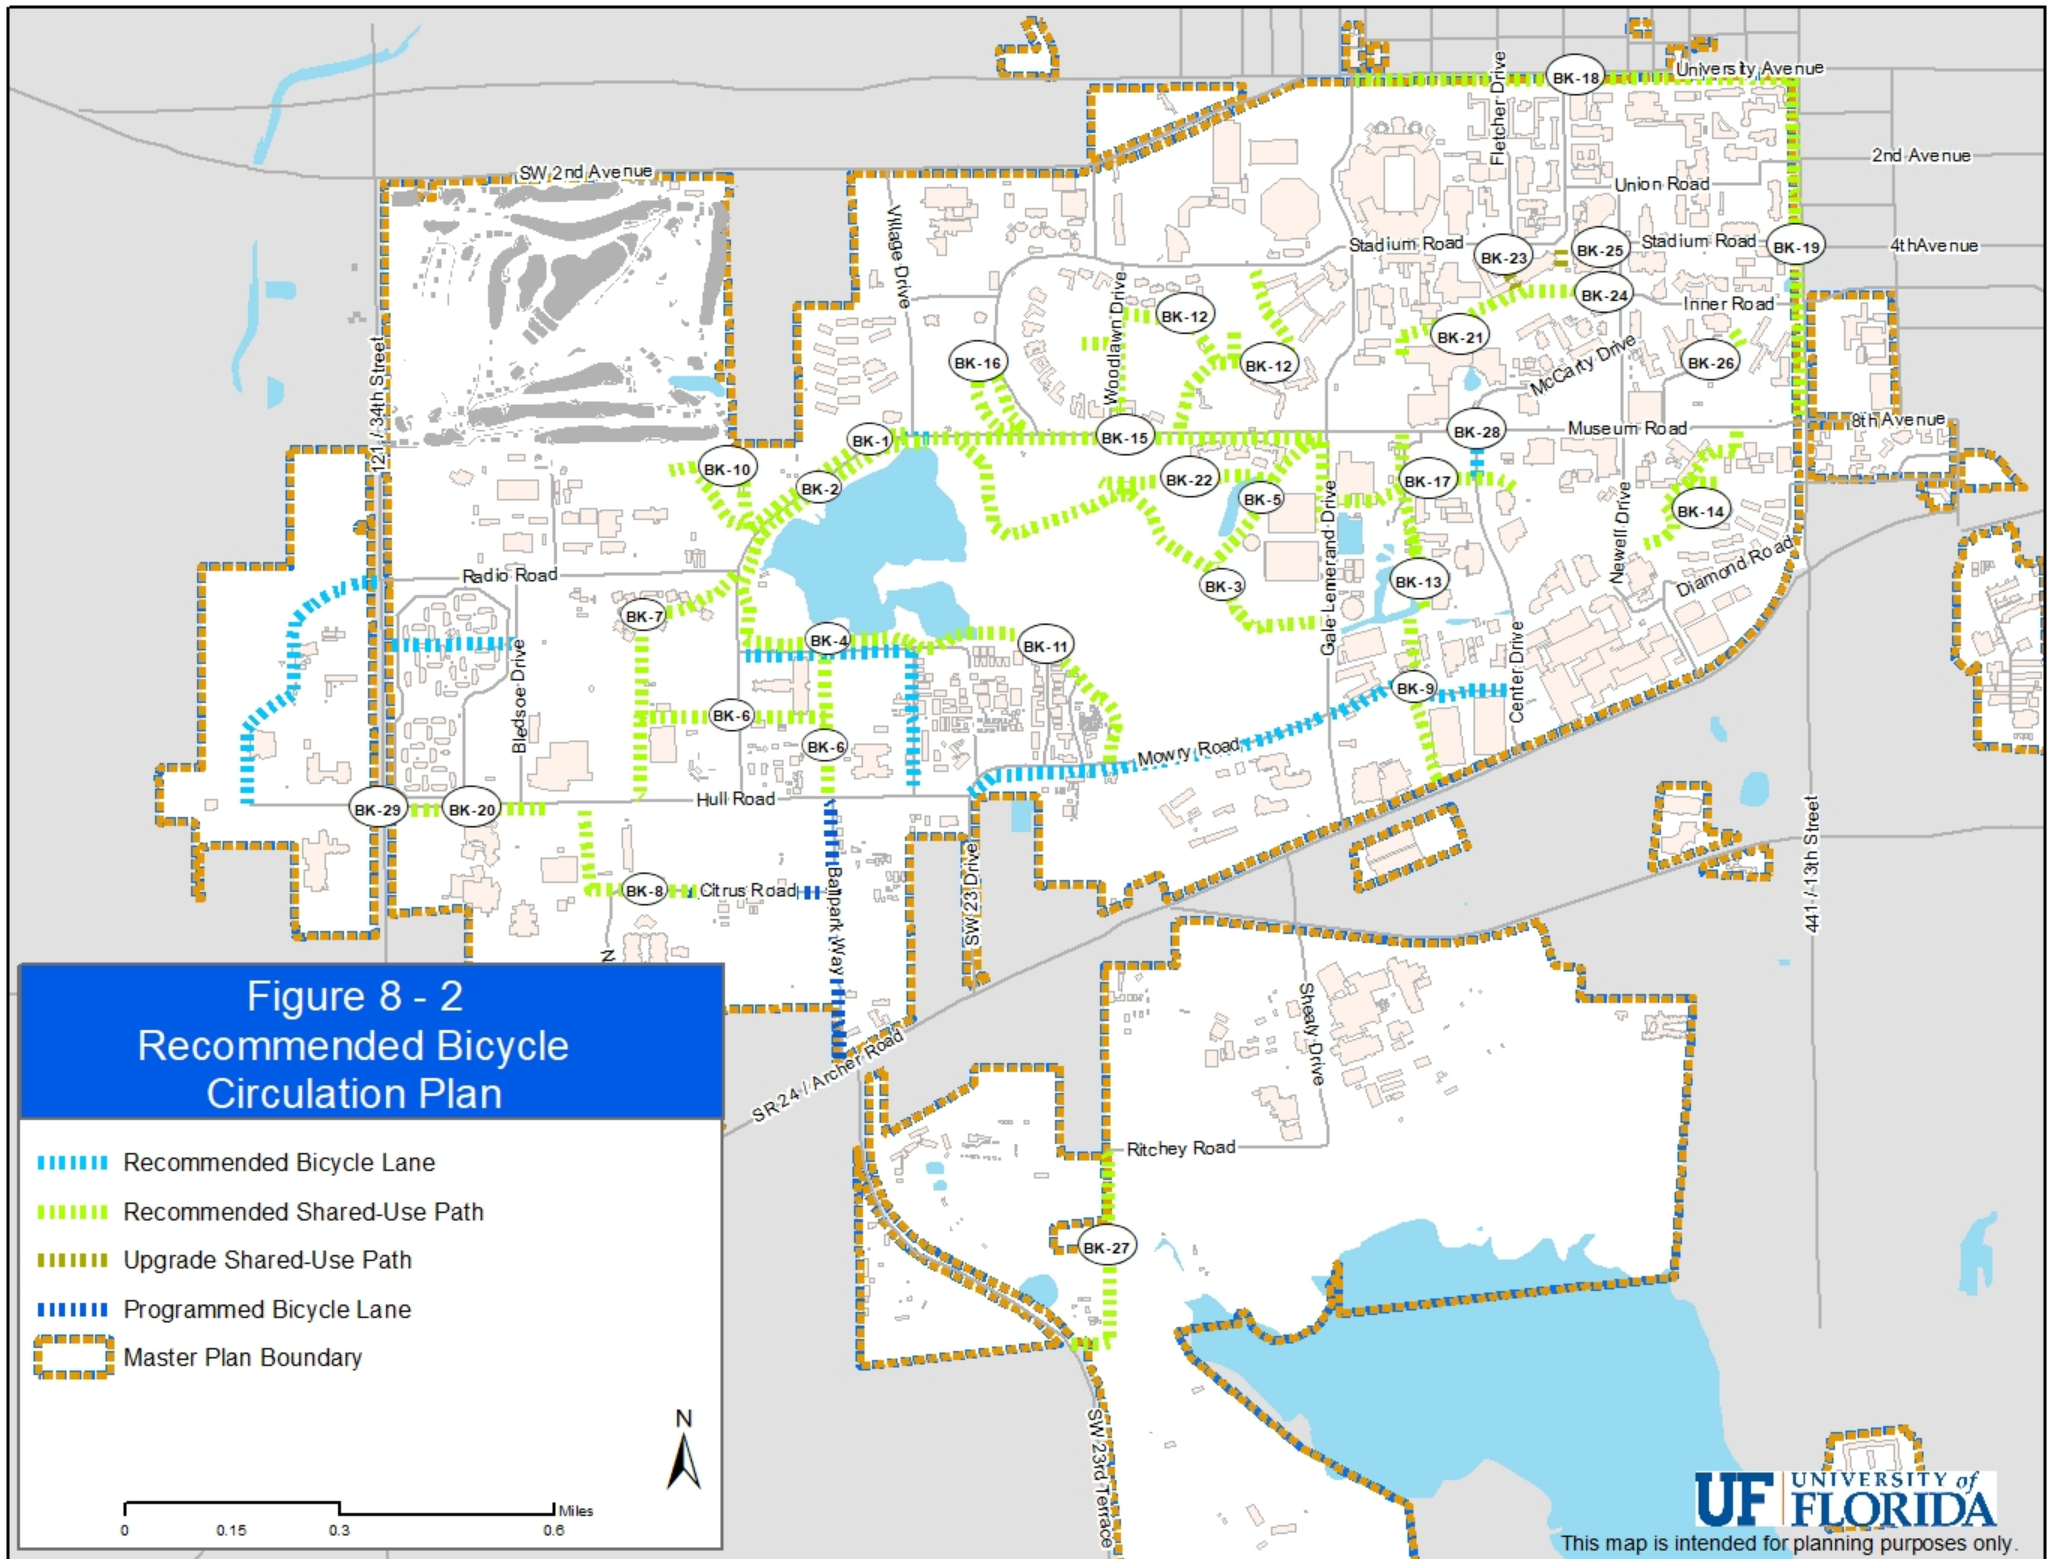 University Avenue
BK-18
Fletcher Drive
2nd Avenue
SW 2nd Avenue
Union Road
Village Drive
Stadium Road
BK-23
BK-25
Stadium Road
BK-19
4thAvenue
Woodlawn Drive
BK-12
BK-24
Inner Road
121 / 34th Street
BK-16
BK-12
BK-21
McCarty Drive
BK-26
BK-1
BK-15
BK-28
Museum Road
8th Avenue
BK-10
BK-2
BK-22
BK-5
BK-17
BK-14
Gale Lemerand Drive
Newell Drive
Radio Road
BK-3
BK-13
Diamond Road
BK-7
BK-4
BK-11
Bledsoe Drive
Center Drive
BK-9
BK-6
BK-6
Mowry Road
BK-29
BK-20
Hull Road
441 / 13th Street
BK-8
Citrus Road
Ballpark Way
SW 23 Drive
N
Shealy Drive
SR 24 / Archer Road
Ritchey Road
BK-27
SW 23rd Terrace
Figure 8 - 2
Recommended Bicycle
Circulation Plan
Recommended Bicycle Lane
Recommended Shared-Use Path
Upgrade Shared-Use Path
Programmed Bicycle Lane
Master Plan Boundary
N
Miles
0 0.15 0.3 0.6
UF UNIVERSITY of
FLORIDA
This map is intended for planning purposes only.